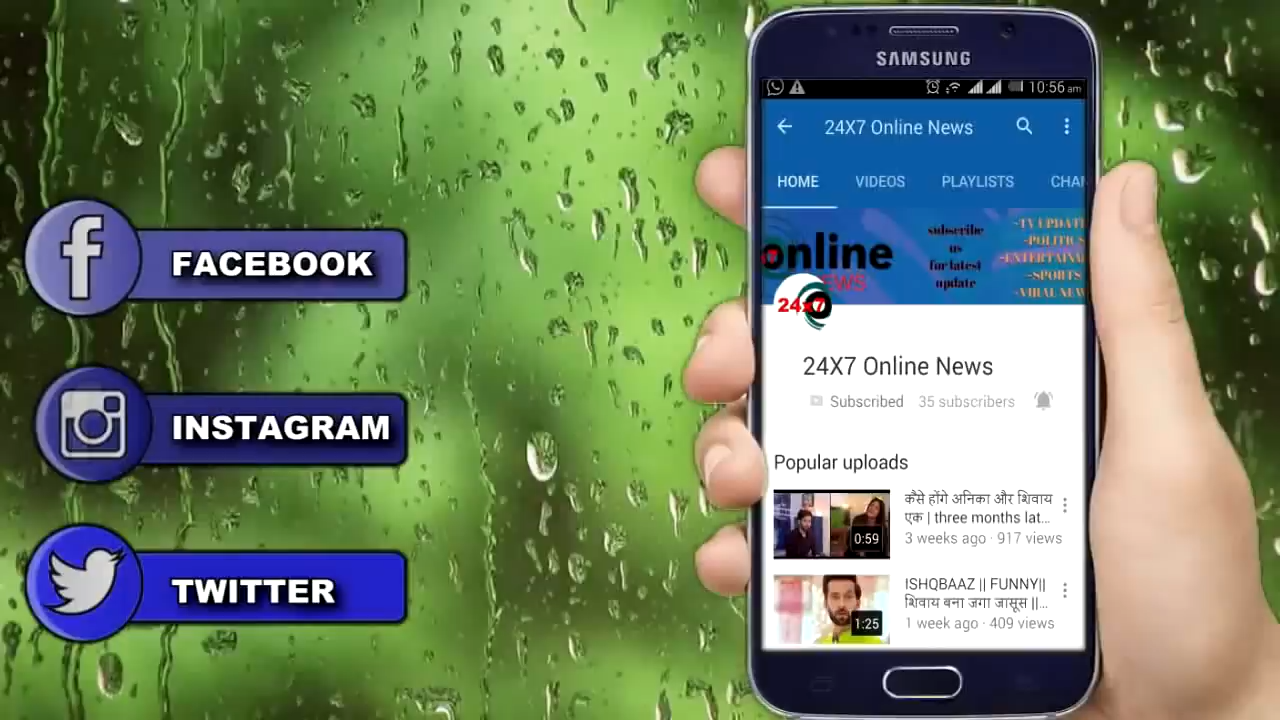 FACEBOOK
INSTAGRAM
TWITTER
SAMSUNG
10:56 am
24X7 Online News
HOME VIDEOS PLAYLISTS CHAN
online
NEWS
24x7
subscribe
us
for latest
update
~TV UPDATE
~POLITICS
~ENTERTAINM
~SPORTS
~VIRAL NEW
24X7 Online News
Subscribed 35 subscribers
Popular uploads
0:59
कैसे होंगे अनिका और शिवाय
एक | three months lat...
3 weeks ago · 917 views
1:25
ISHQBAAZ || FUNNY||
शिवाय बना जगा जासूस ||...
1 week ago · 409 views